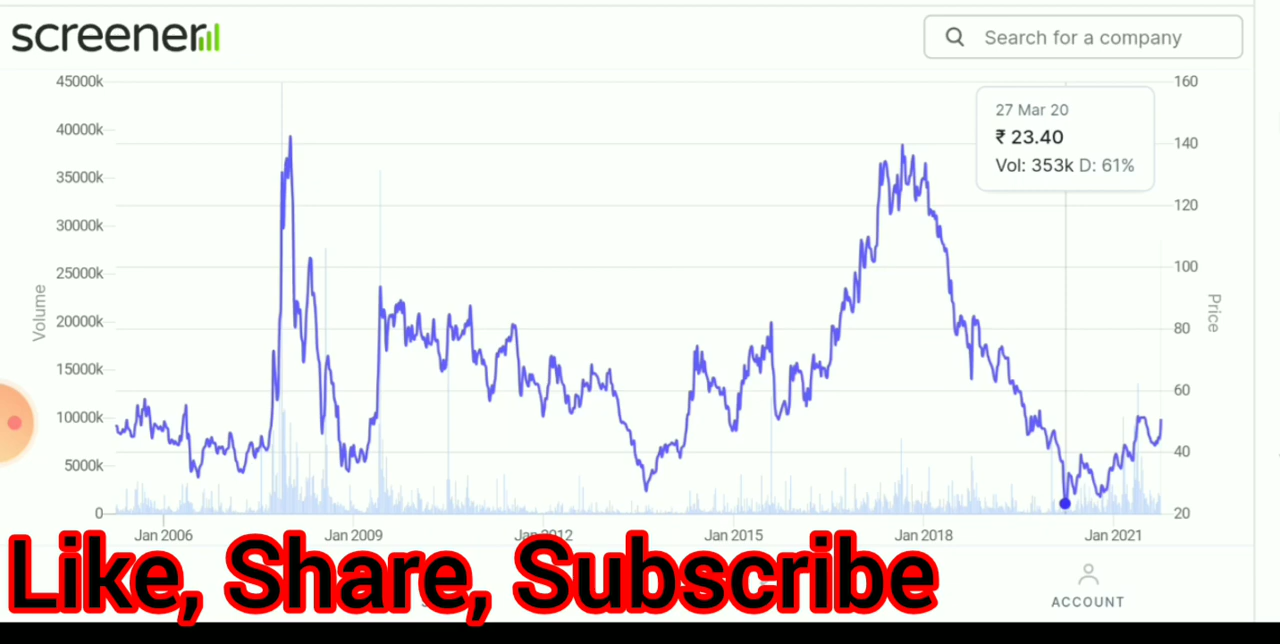 screener
Search for a company
45000k
40000k
35000k
30000k
25000k
20000k
15000k
10000k
5000k
0
Volume
160
140
120
100
80
60
40
20
Price
27 Mar 20
₹ 23.40
Vol: 353k D: 61%
Jan 2006
Jan 2009
Jan 2012
Jan 2015
Jan 2018
Jan 2021
Like, Share, Subscribe
ACCOUNT